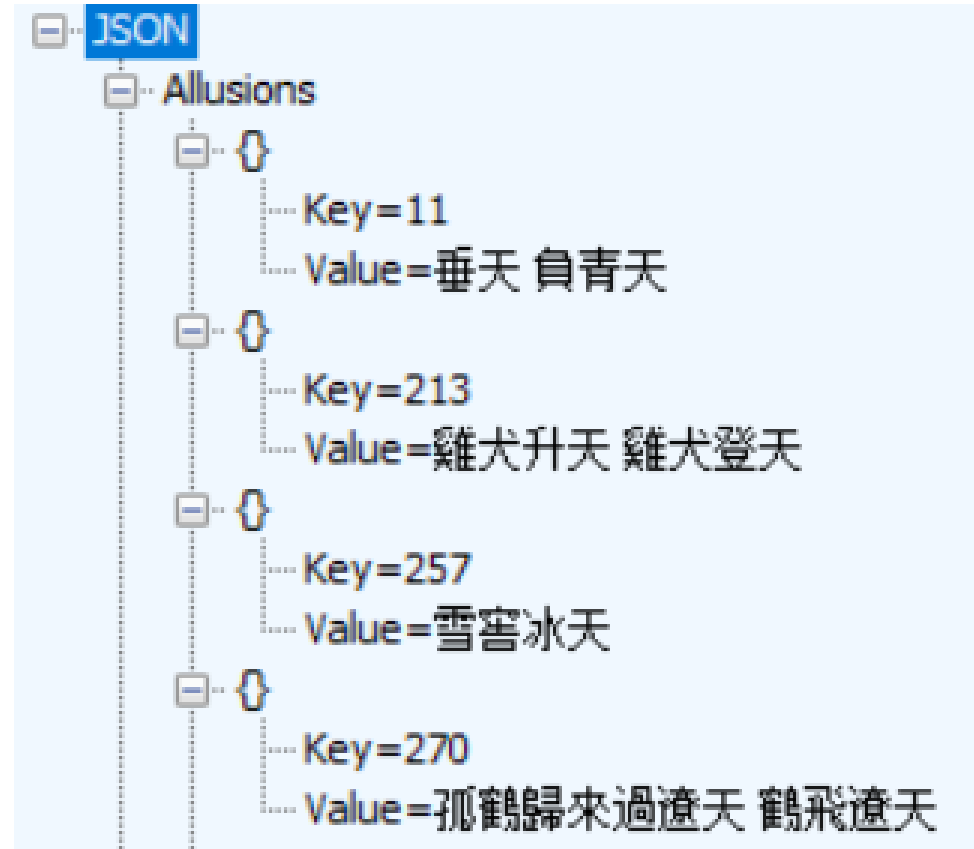 JSON
Allusions
{}
Key=11
Value=垂天 負青天
{}
Key=213
Value=雞犬升天 雞犬登天
{}
Key=257
Value=雪窖冰天
{}
Key=270
Value=孤鶴歸來過遼天 鶴飛遼天